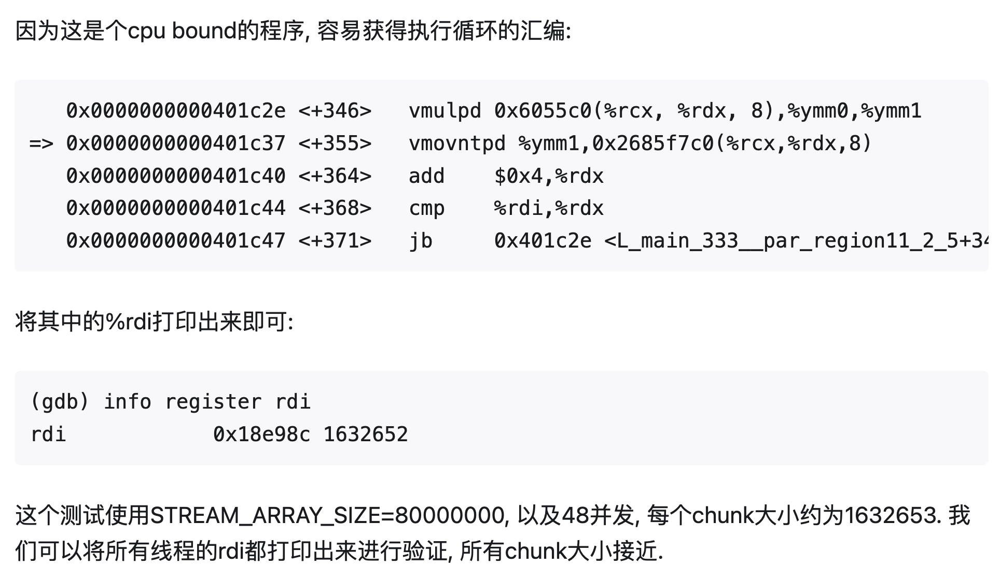 因为这是个cpu bound的程序, 容易获得执行循环的汇编:
0x0000000000401c2e <+346>   vmulpd 0x6055c0(%rcx, %rdx, 8),%ymm0,%ymm1
=> 0x0000000000401c37 <+355>   vmovntpd %ymm1,0x2685f7c0(%rcx,%rdx,8)
0x0000000000401c40 <+364>   add    $0x4,%rdx
0x0000000000401c44 <+368>   cmp    %rdi,%rdx
0x0000000000401c47 <+371>   jb     0x401c2e <L_main_333__par_region11_2_5+34
将其中的%rdi打印出来即可:
(gdb) info register rdi
rdi            0x18e98c 1632652
这个测试使用STREAM_ARRAY_SIZE=80000000, 以及48并发, 每个chunk大小约为1632653. 我
们可以将所有线程的rdi都打印出来进行验证, 所有chunk大小接近.